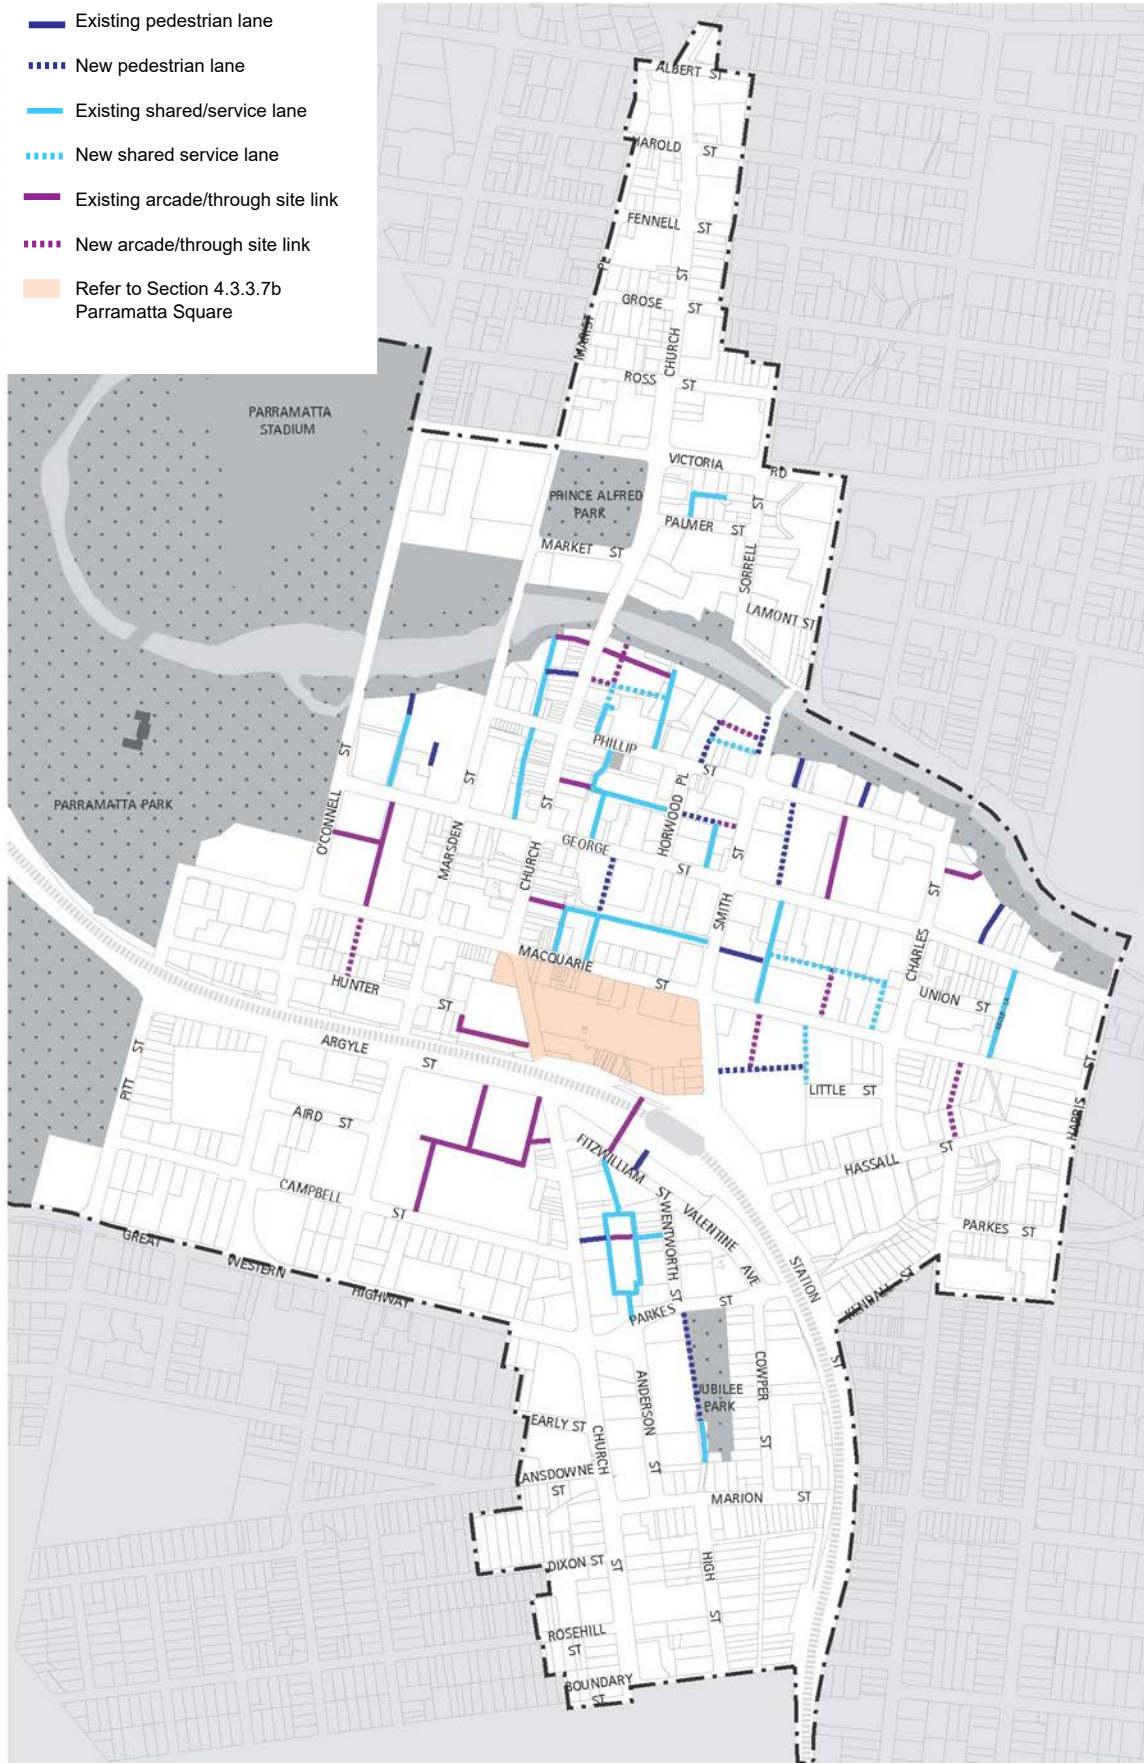 Existing pedestrian lane
New pedestrian lane
Existing shared/service lane
New shared service lane
Existing arcade/through site link
New arcade/through site link
Refer to Section 4.3.3.7b
Parramatta Square
ALBERT ST
HAROLD ST
FENNELL ST
PL
ST
GROSE ST
MARIST
CHURCH
ROSS ST
PARRAMATTA
STADIUM
VICTORIA RD
PRINCE ALFRED
PARK
ST
PALMER ST
MARKET ST
SORRELL
LAMONT ST
PHILLIP
ST
ST
ST
PL
PARRAMATTA PARK
ST
O'CONNELL
MARSDEN
CHURCH
HORWOOD
GEORGE
ST
ST
SMITH
ST
CHARLES
MACQUARIE
ST
HUNTER
ST
UNION ST
ARGYLE
ST
ST
PITT
LITTLE ST
ST
HARRIS
AIRD ST
FITZWILLIAM
ST
HASSALL
ST
CAMPBELL
ST
WENTWORTH
ST
VALENTINE
AVE
PARKES ST
GREAT
WESTERN
HIGHWAY
STATION
KENDALL ST
PARKES
ST
ST
ANDERSON
ST
COWPER
ST
JUBILEE
PARK
EARLY ST
CHURCH
LANSDOWNE
ST
MARION ST
DIXON ST
ST
HIGH
ST
ROSEHILL
ST
BOUNDARY
ST